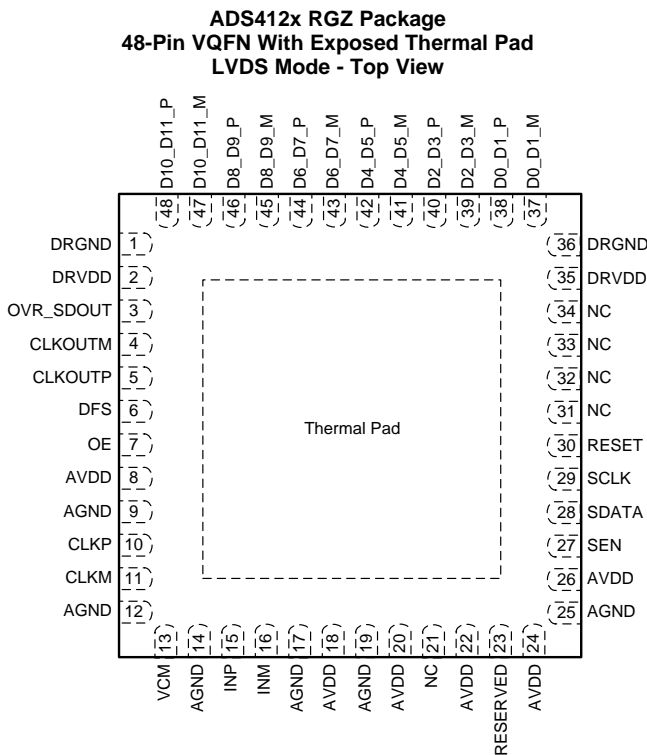 ADS412x RGZ Package
48-Pin VQFN With Exposed Thermal Pad
LVDS Mode - Top View
D10_D11_P
D10_D11_M
D8_D9_P
D8_D9_M
D6_D7_P
D6_D7_M
D4_D5_P
D4_D5_M
D2_D3_P
D2_D3_M
D0_D1_P
D0_D1_M
48
47
46
45
44
43
42
41
40
39
38
37
DRGND 1
DRVDD 2
OVR_SDOUT 3
CLKOUTM 4
CLKOUTP 5
DFS 6
OE 7
AVDD 8
AGND 9
CLKP 10
CLKM 11
AGND 12
Thermal Pad
36 DRGND
35 DRVDD
34 NC
33 NC
32 NC
31 NC
30 RESET
29 SCLK
28 SDATA
27 SEN
26 AVDD
25 AGND
13
14
15
16
17
18
19
20
21
22
23
24
VCM
AGND
INP
INM
AGND
AVDD
AGND
AVDD
NC
AVDD
RESERVED
AVDD